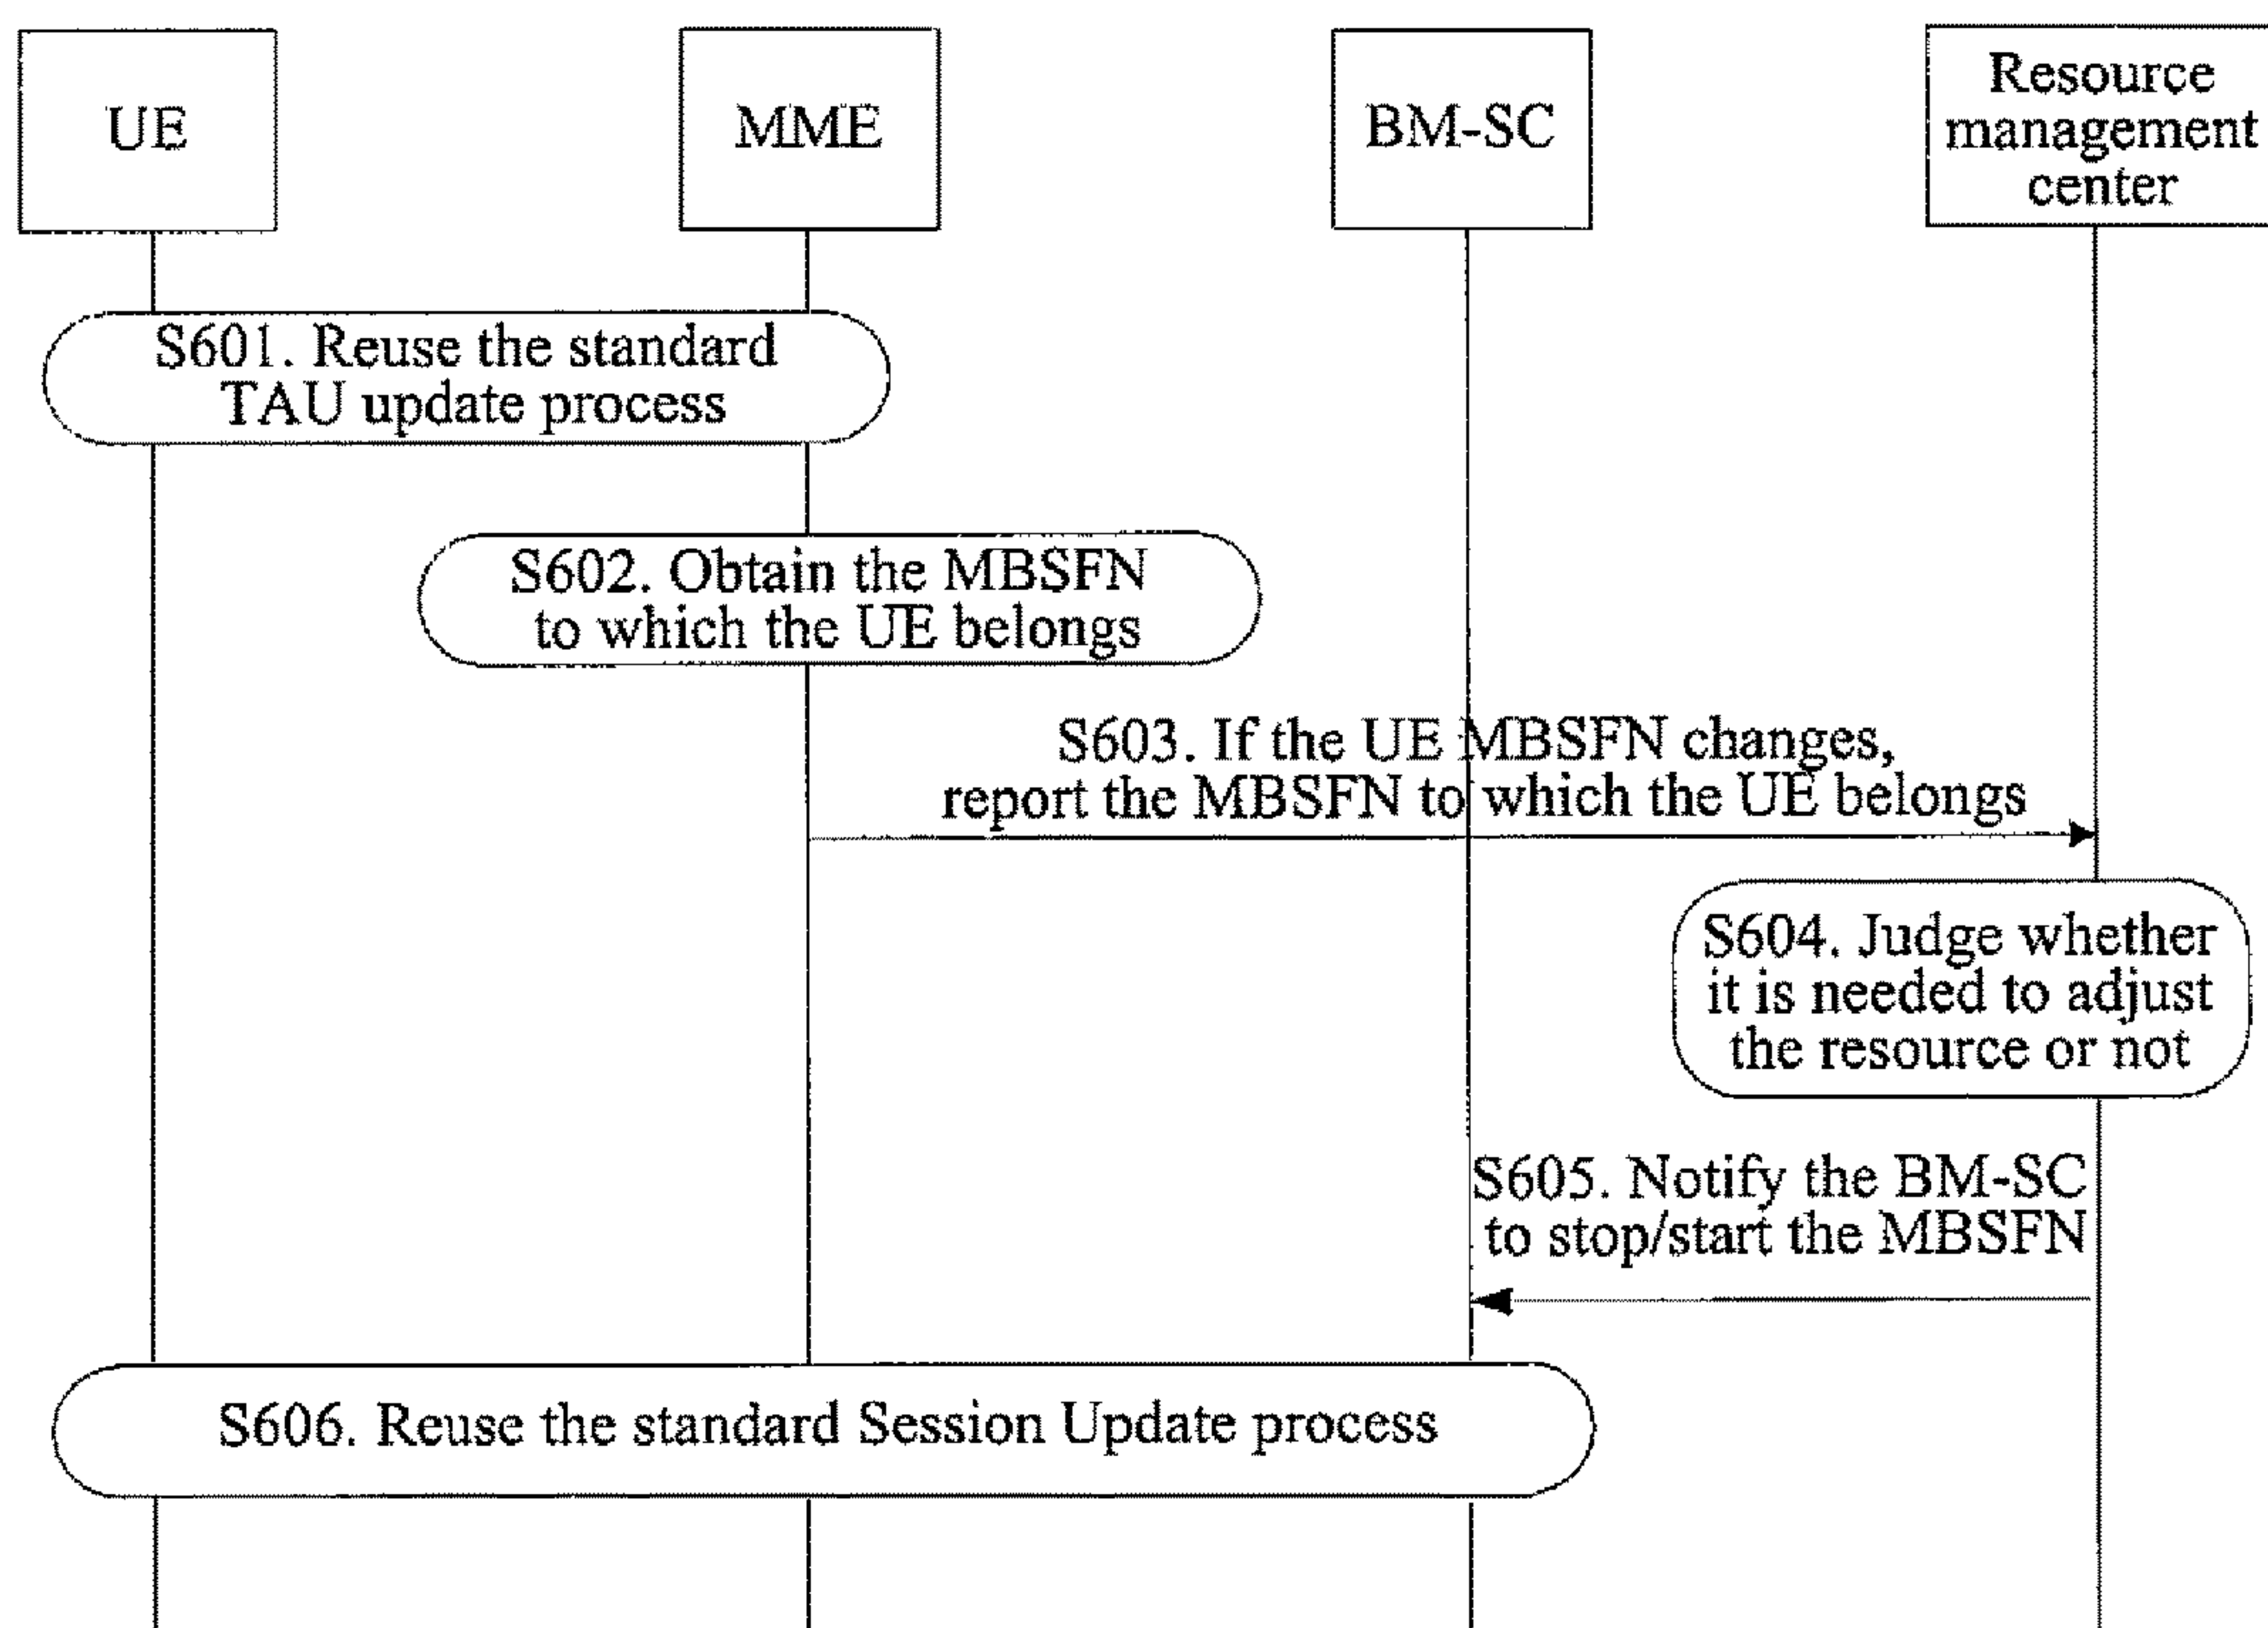 UE
MME
BM-SC
Resource
management
center
S601. Reuse the standard
TAU update process
S602. Obtain the MBSFN
to which the UE belongs
S603. If the UE MBSFN changes,
report the MBSFN to which the UE belongs
S604. Judge whether
it is needed to adjust
the resource or not
S605. Notify the BM-SC
to stop/start the MBSFN
S606. Reuse the standard Session Update process